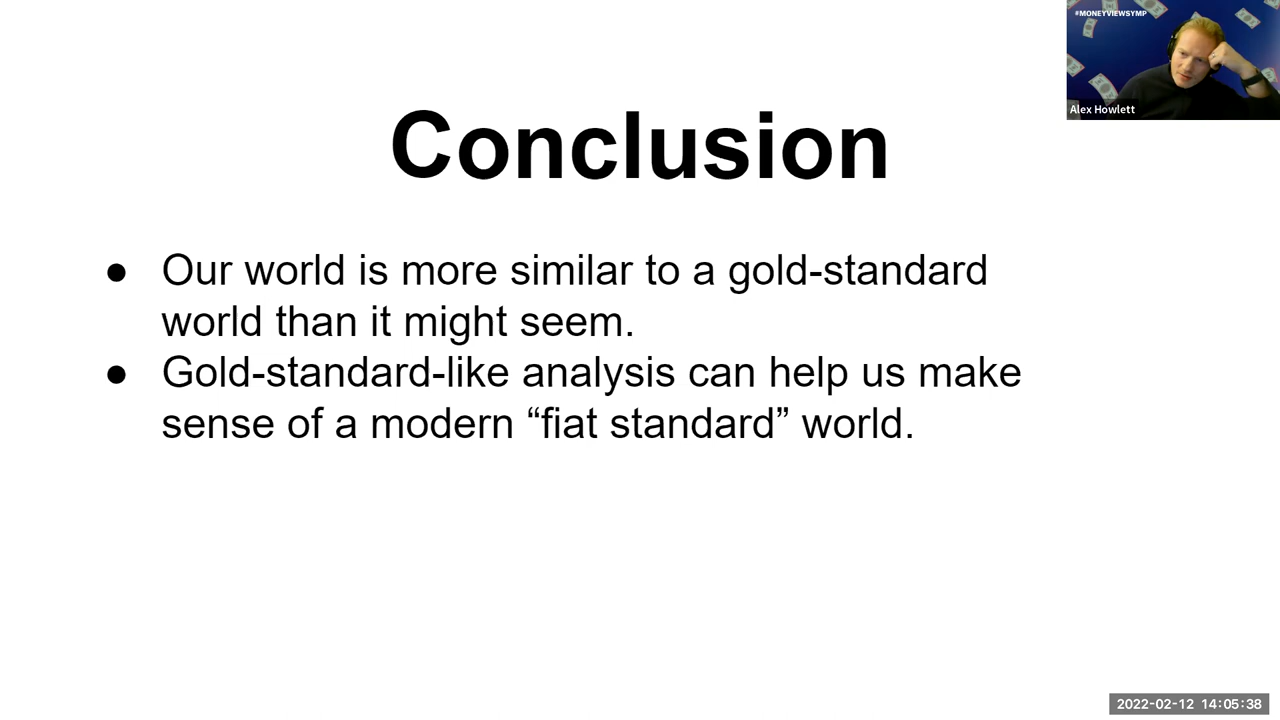 #MONEYVIEWSYMP
Alex Howlett
Conclusion
● Our world is more similar to a gold-standard
world than it might seem.
● Gold-standard-like analysis can help us make
sense of a modern “fiat standard” world.
2022-02-12 14:05:38